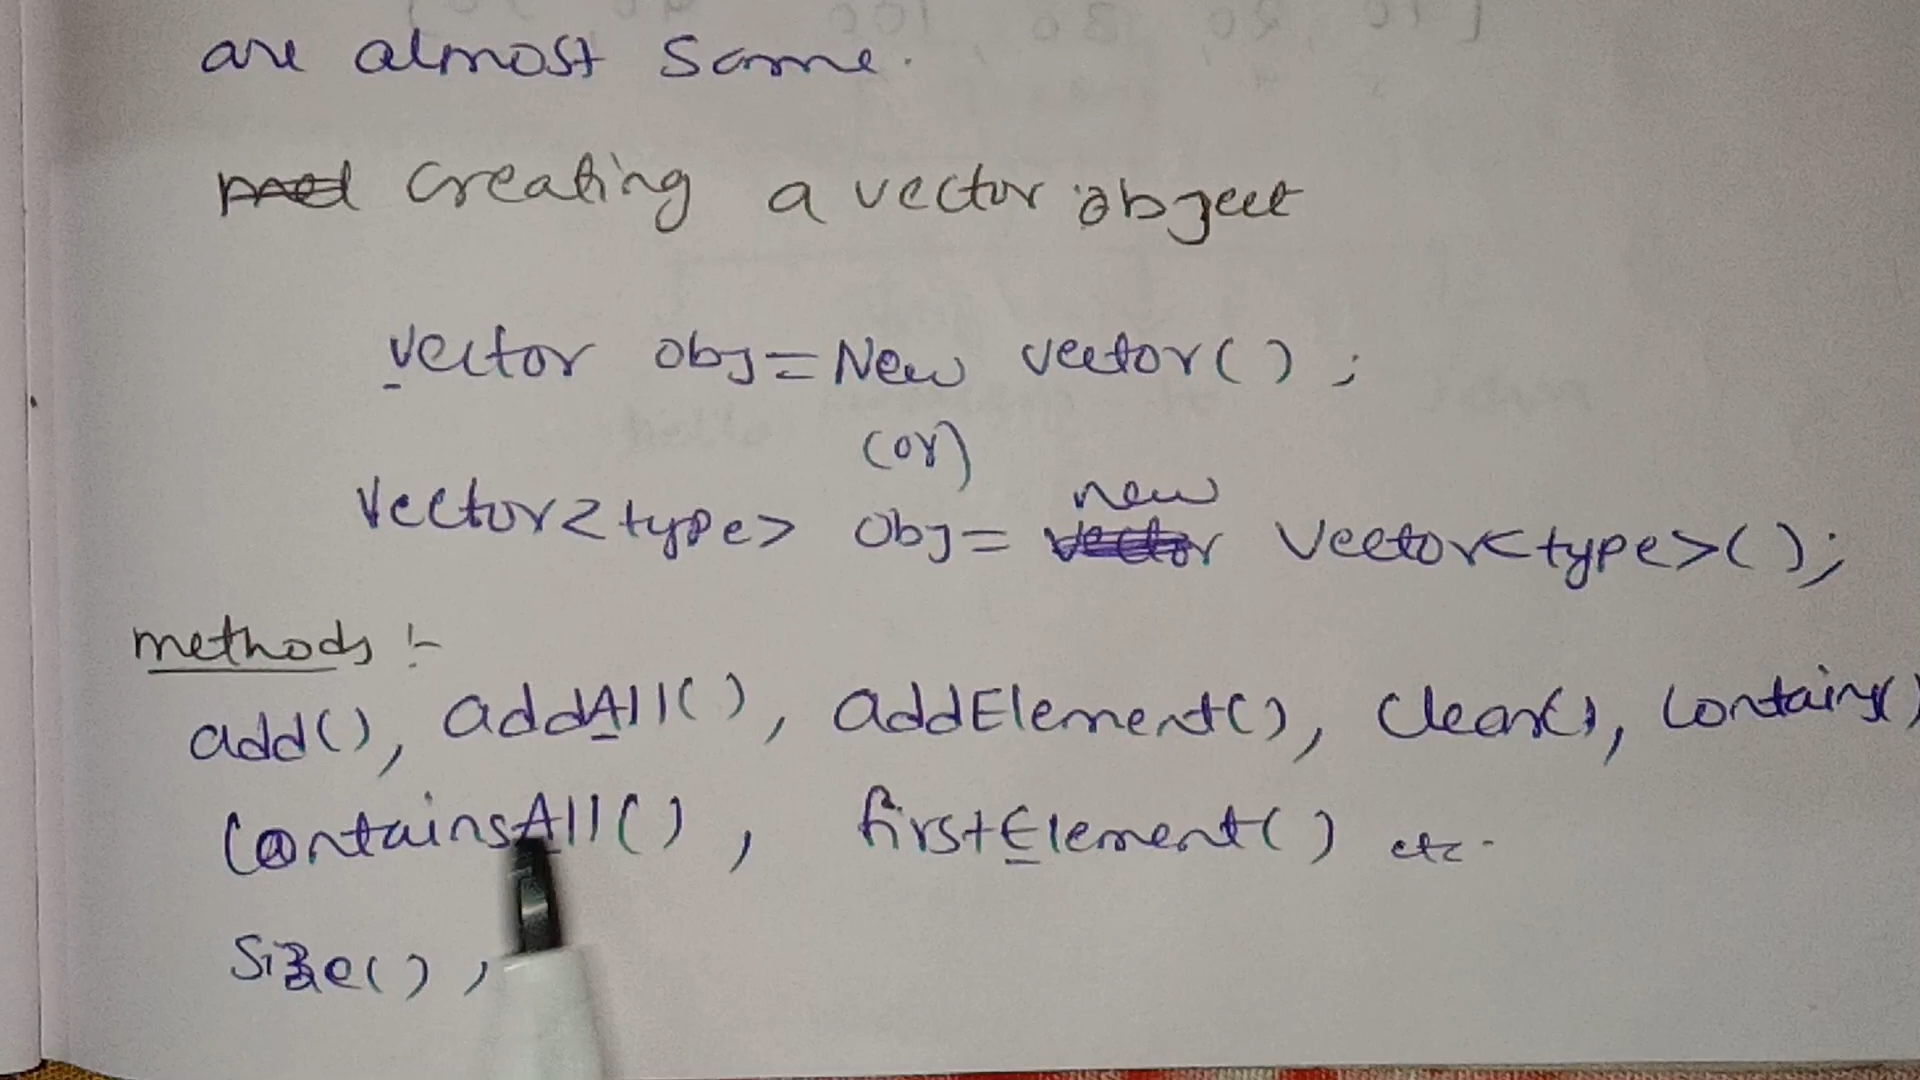 are almost same.
creating a vector object
vector obj = New vector();
(or)
new
Vector<type> obj = vector Vector<type>();
methods :-
add(), addAll(), addElement(), clear(), contains()
containsAll(), firstElement() etc.
size(),